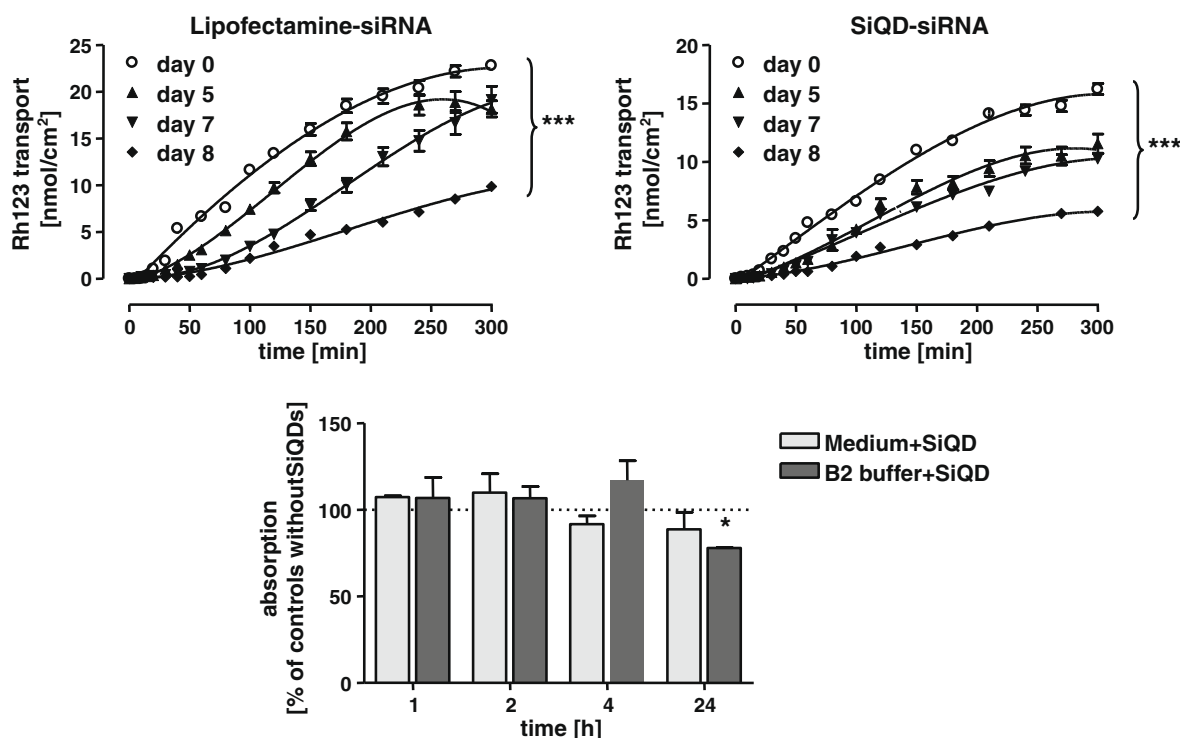 Lipofectamine-siRNA
Rh123 transport
[nmol/cm²]
25
20
15
10
5
0
day 0
day 5
day 7
day 8
***
0 50 100 150 200 250 300
time [min]
SiQD-siRNA
Rh123 transport
[nmol/cm²]
20
15
10
5
0
day 0
day 5
day 7
day 8
***
0 50 100 150 200 250 300
time [min]
absorption
[% of controls withoutSiQDs]
150
100
50
0
*
1 2 4 24
time [h]
Medium+SiQD
B2 buffer+SiQD